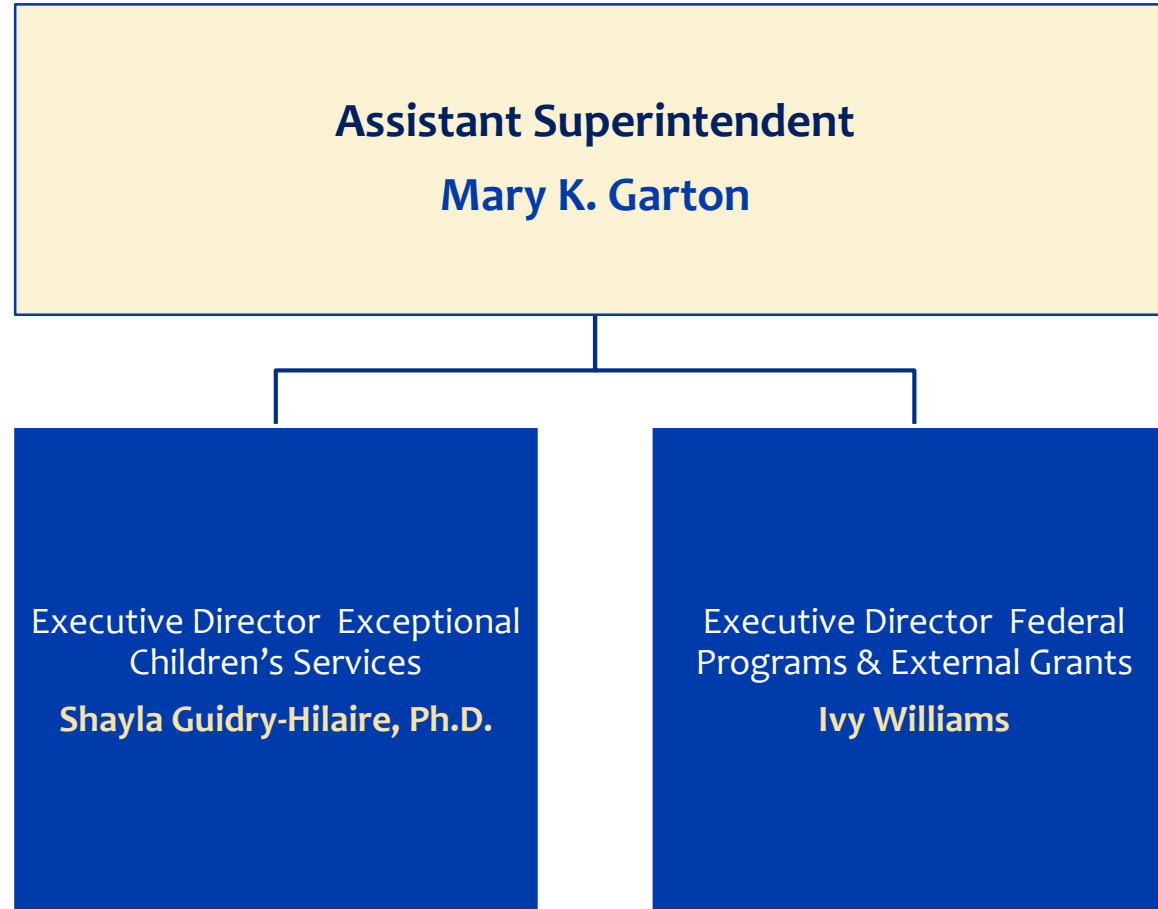 Assistant Superintendent
Mary K. Garton
Executive Director  Exceptional
Children’s Services
Shayla Guidry-Hilaire, Ph.D.
Executive Director  Federal
Programs & External Grants
Ivy Williams